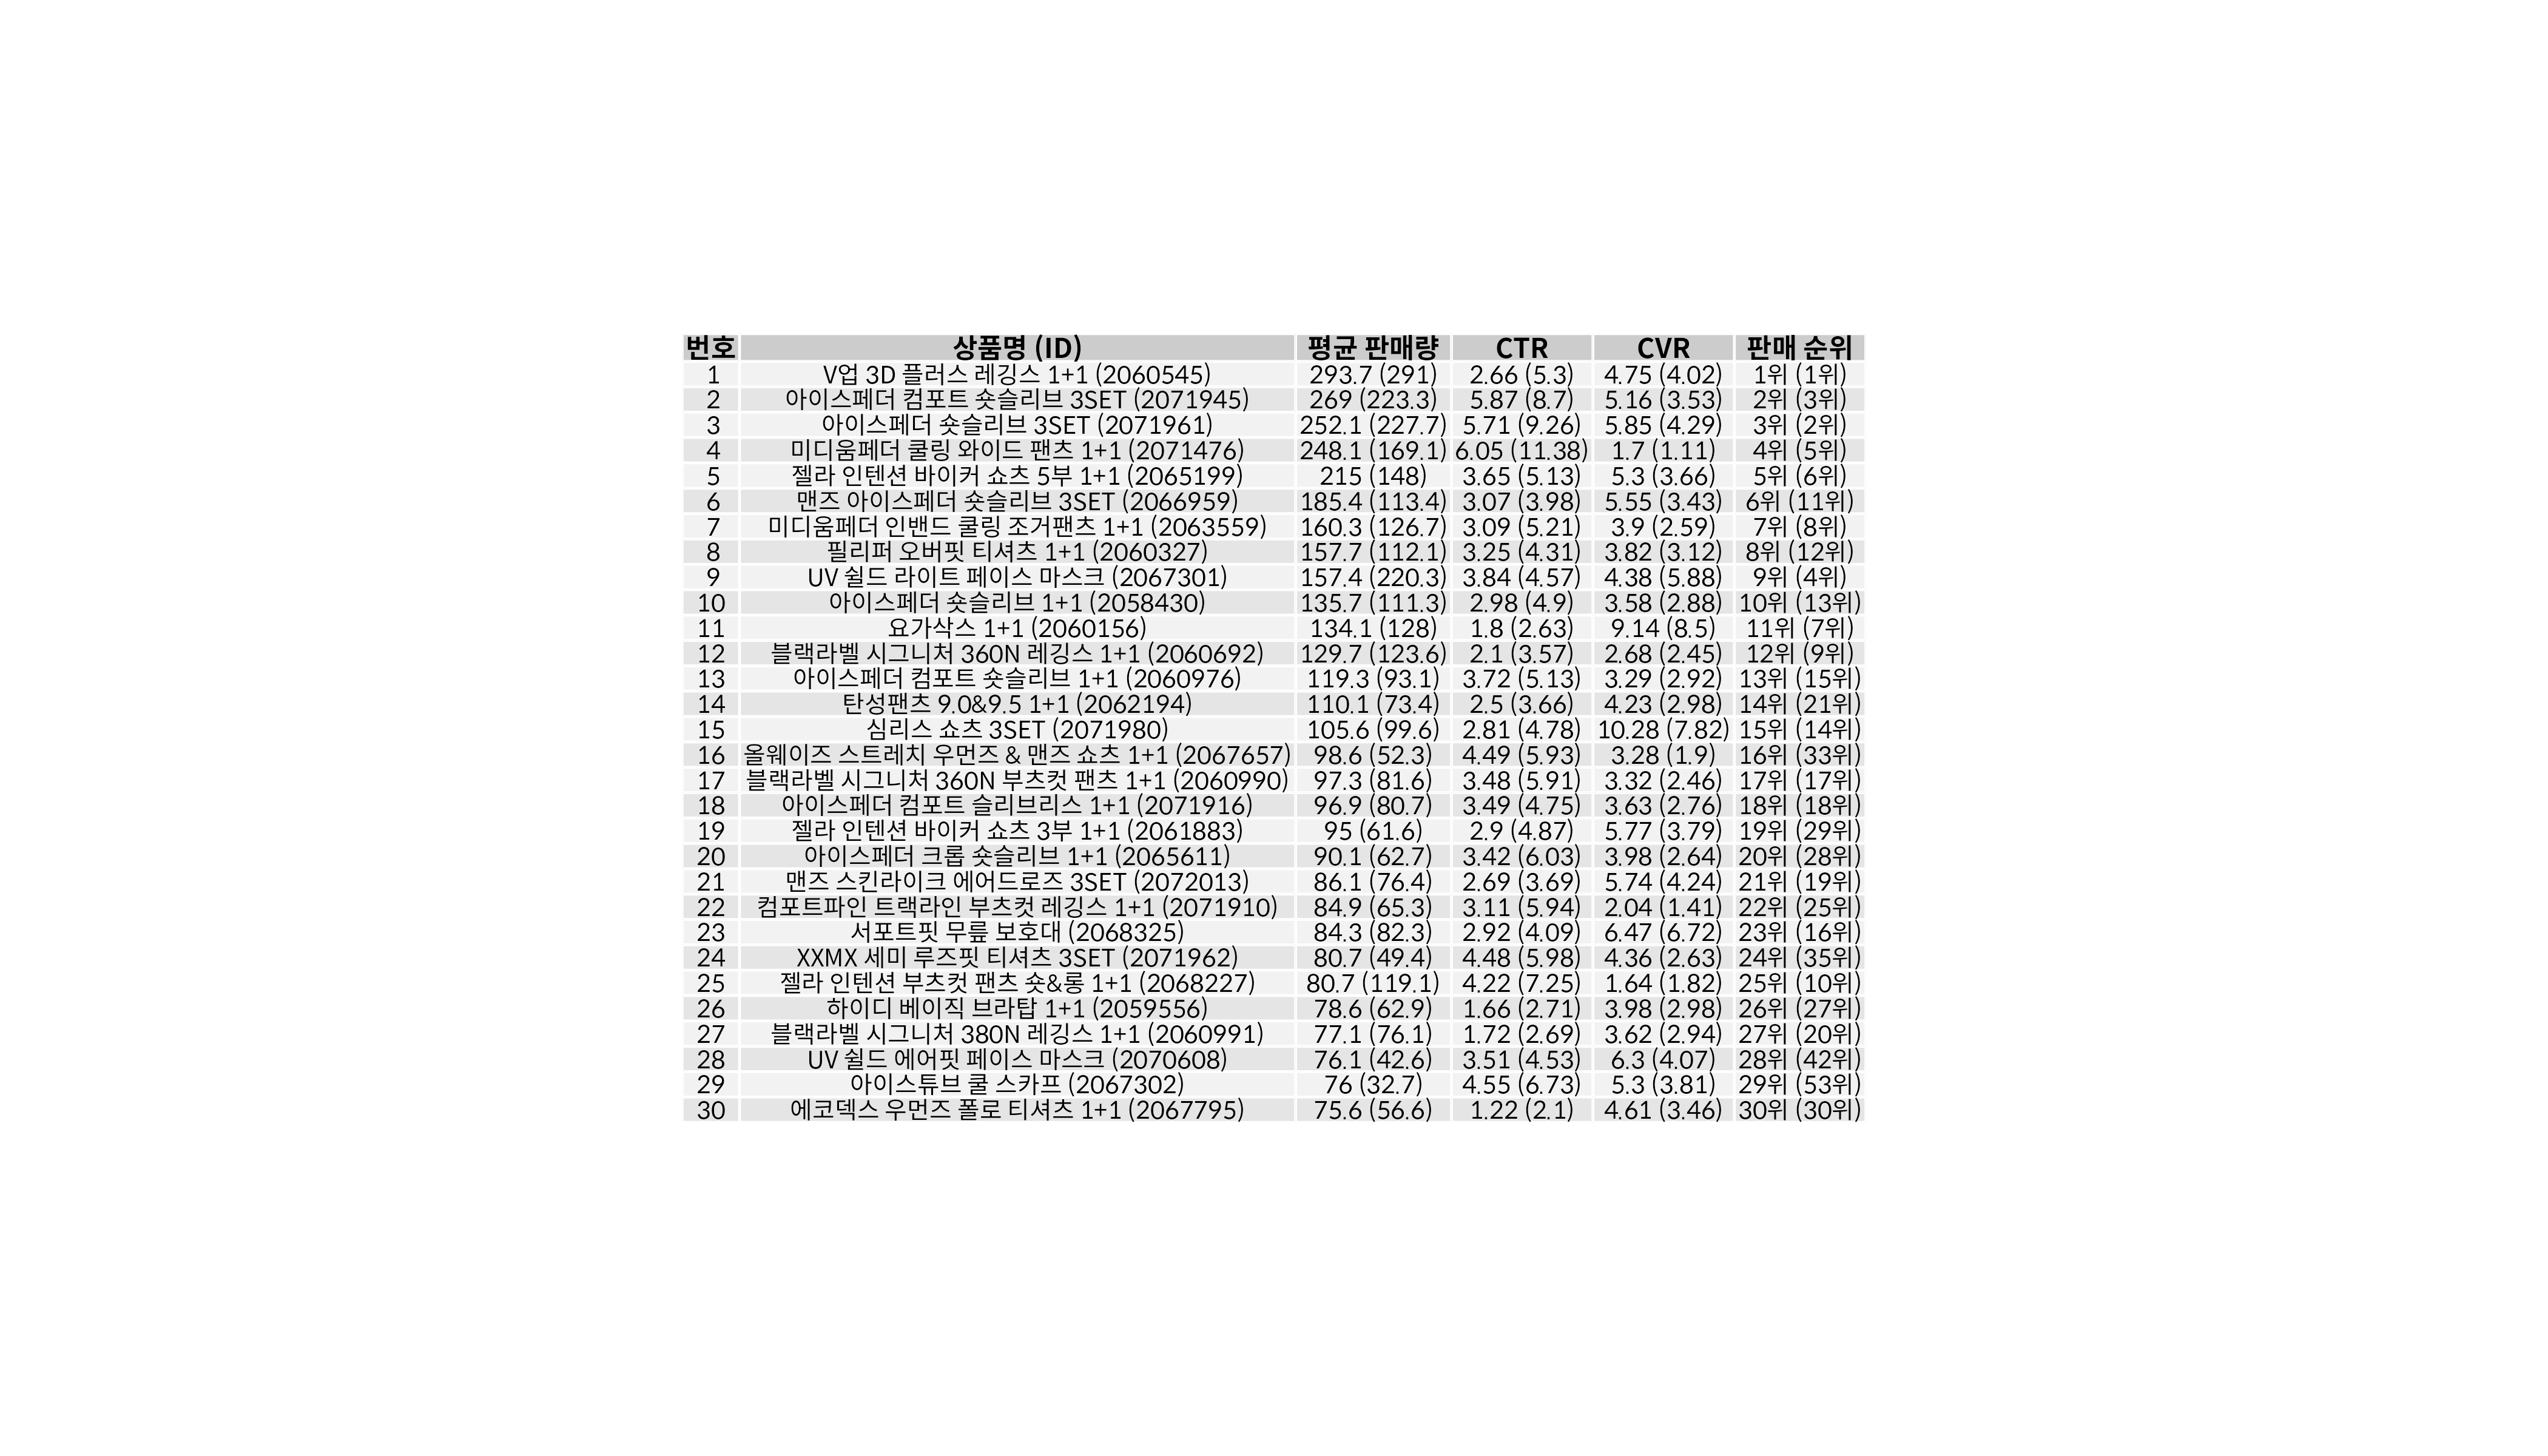 번호 상품명 (ID) 평균 판매량 CTR CVR 판매 순위
1 V업 3D 플러스 레깅스 1+1 (2060545) 293.7 (291) 2.66 (5.3) 4.75 (4.02) 1위 (1위)
2 아이스페더 컴포트 숏슬리브 3SET (2071945) 269 (223.3) 5.87 (8.7) 5.16 (3.53) 2위 (3위)
3 아이스페더 숏슬리브 3SET (2071961) 252.1 (227.7) 5.71 (9.26) 5.85 (4.29) 3위 (2위)
4 미디움페더 쿨링 와이드 팬츠 1+1 (2071476) 248.1 (169.1) 6.05 (11.38) 1.7 (1.11) 4위 (5위)
5 젤라 인텐션 바이커 쇼츠 5부 1+1 (2065199) 215 (148) 3.65 (5.13) 5.3 (3.66) 5위 (6위)
6 맨즈 아이스페더 숏슬리브 3SET (2066959) 185.4 (113.4) 3.07 (3.98) 5.55 (3.43) 6위 (11위)
7 미디움페더 인밴드 쿨링 조거팬츠 1+1 (2063559) 160.3 (126.7) 3.09 (5.21) 3.9 (2.59) 7위 (8위)
8 필리퍼 오버핏 티셔츠 1+1 (2060327) 157.7 (112.1) 3.25 (4.31) 3.82 (3.12) 8위 (12위)
9 UV 쉴드 라이트 페이스 마스크 (2067301) 157.4 (220.3) 3.84 (4.57) 4.38 (5.88) 9위 (4위)
10 아이스페더 숏슬리브 1+1 (2058430) 135.7 (111.3) 2.98 (4.9) 3.58 (2.88) 10위 (13위)
11 요가삭스 1+1 (2060156) 134.1 (128) 1.8 (2.63) 9.14 (8.5) 11위 (7위)
12 블랙라벨 시그니처 360N 레깅스 1+1 (2060692) 129.7 (123.6) 2.1 (3.57) 2.68 (2.45) 12위 (9위)
13 아이스페더 컴포트 숏슬리브 1+1 (2060976) 119.3 (93.1) 3.72 (5.13) 3.29 (2.92) 13위 (15위)
14 탄성팬츠 9.0&9.5 1+1 (2062194) 110.1 (73.4) 2.5 (3.66) 4.23 (2.98) 14위 (21위)
15 심리스 쇼츠 3SET (2071980) 105.6 (99.6) 2.81 (4.78) 10.28 (7.82) 15위 (14위)
16 올웨이즈 스트레치 우먼즈 & 맨즈 쇼츠 1+1 (2067657) 98.6 (52.3) 4.49 (5.93) 3.28 (1.9) 16위 (33위)
17 블랙라벨 시그니처 360N 부츠컷 팬츠 1+1 (2060990) 97.3 (81.6) 3.48 (5.91) 3.32 (2.46) 17위 (17위)
18 아이스페더 컴포트 슬리브리스 1+1 (2071916) 96.9 (80.7) 3.49 (4.75) 3.63 (2.76) 18위 (18위)
19 젤라 인텐션 바이커 쇼츠 3부 1+1 (2061883) 95 (61.6) 2.9 (4.87) 5.77 (3.79) 19위 (29위)
20 아이스페더 크롭 숏슬리브 1+1 (2065611) 90.1 (62.7) 3.42 (6.03) 3.98 (2.64) 20위 (28위)
21 맨즈 스킨라이크 에어드로즈 3SET (2072013) 86.1 (76.4) 2.69 (3.69) 5.74 (4.24) 21위 (19위)
22 컴포트파인 트랙라인 부츠컷 레깅스 1+1 (2071910) 84.9 (65.3) 3.11 (5.94) 2.04 (1.41) 22위 (25위)
23 서포트핏 무릎 보호대 (2068325) 84.3 (82.3) 2.92 (4.09) 6.47 (6.72) 23위 (16위)
24 XXMX 세미 루즈핏 티셔츠 3SET (2071962) 80.7 (49.4) 4.48 (5.98) 4.36 (2.63) 24위 (35위)
25 젤라 인텐션 부츠컷 팬츠 숏&롱 1+1 (2068227) 80.7 (119.1) 4.22 (7.25) 1.64 (1.82) 25위 (10위)
26 하이디 베이직 브라탑 1+1 (2059556) 78.6 (62.9) 1.66 (2.71) 3.98 (2.98) 26위 (27위)
27 블랙라벨 시그니처 380N 레깅스 1+1 (2060991) 77.1 (76.1) 1.72 (2.69) 3.62 (2.94) 27위 (20위)
28 UV 쉴드 에어핏 페이스 마스크 (2070608) 76.1 (42.6) 3.51 (4.53) 6.3 (4.07) 28위 (42위)
29 아이스튜브 쿨 스카프 (2067302) 76 (32.7) 4.55 (6.73) 5.3 (3.81) 29위 (53위)
30 에코덱스 우먼즈 폴로 티셔츠 1+1 (2067795) 75.6 (56.6) 1.22 (2.1) 4.61 (3.46) 30위 (30위)